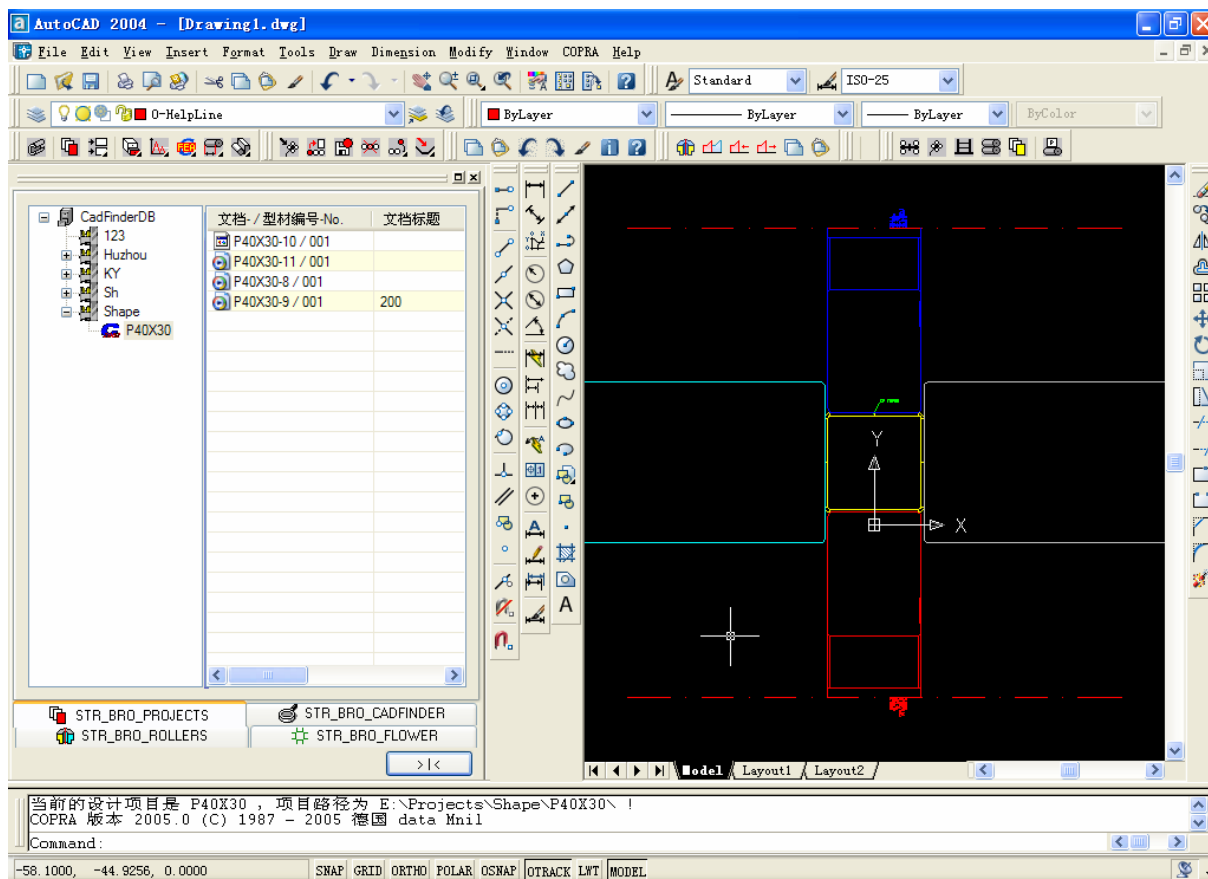 AutoCAD 2004 - [Drawing1.dwg]
File Edit View Insert Format Tools Draw Dimension Modify Window COPRA Help
Standard ISO-25
0-HelpLine ByLayer ByLayer ByLayer ByColor
CadFinderDB
123
Huzhou
KY
Sh
Shape
P40X30
文档- / 型材编号-No. 文档标题
P40X30-10 / 001
P40X30-11 / 001
P40X30-8 / 001
P40X30-9 / 001 200
Y
X
STR_BRO_PROJECTS STR_BRO_CADFINDER
STR_BRO_ROLLERS STR_BRO_FLOWER
>|<
Model Layout1 Layout2
当前的设计项目是 P40X30 , 项目路径为 E:\Projects\Shape\P40X30\ !
COPRA 版本 2005.0 (C) 1987 - 2005 德国 data Mnil
Command:
-58.1000, -44.9256, 0.0000 SNAP GRID ORTHO POLAR OSNAP OTRACK LWT MODEL